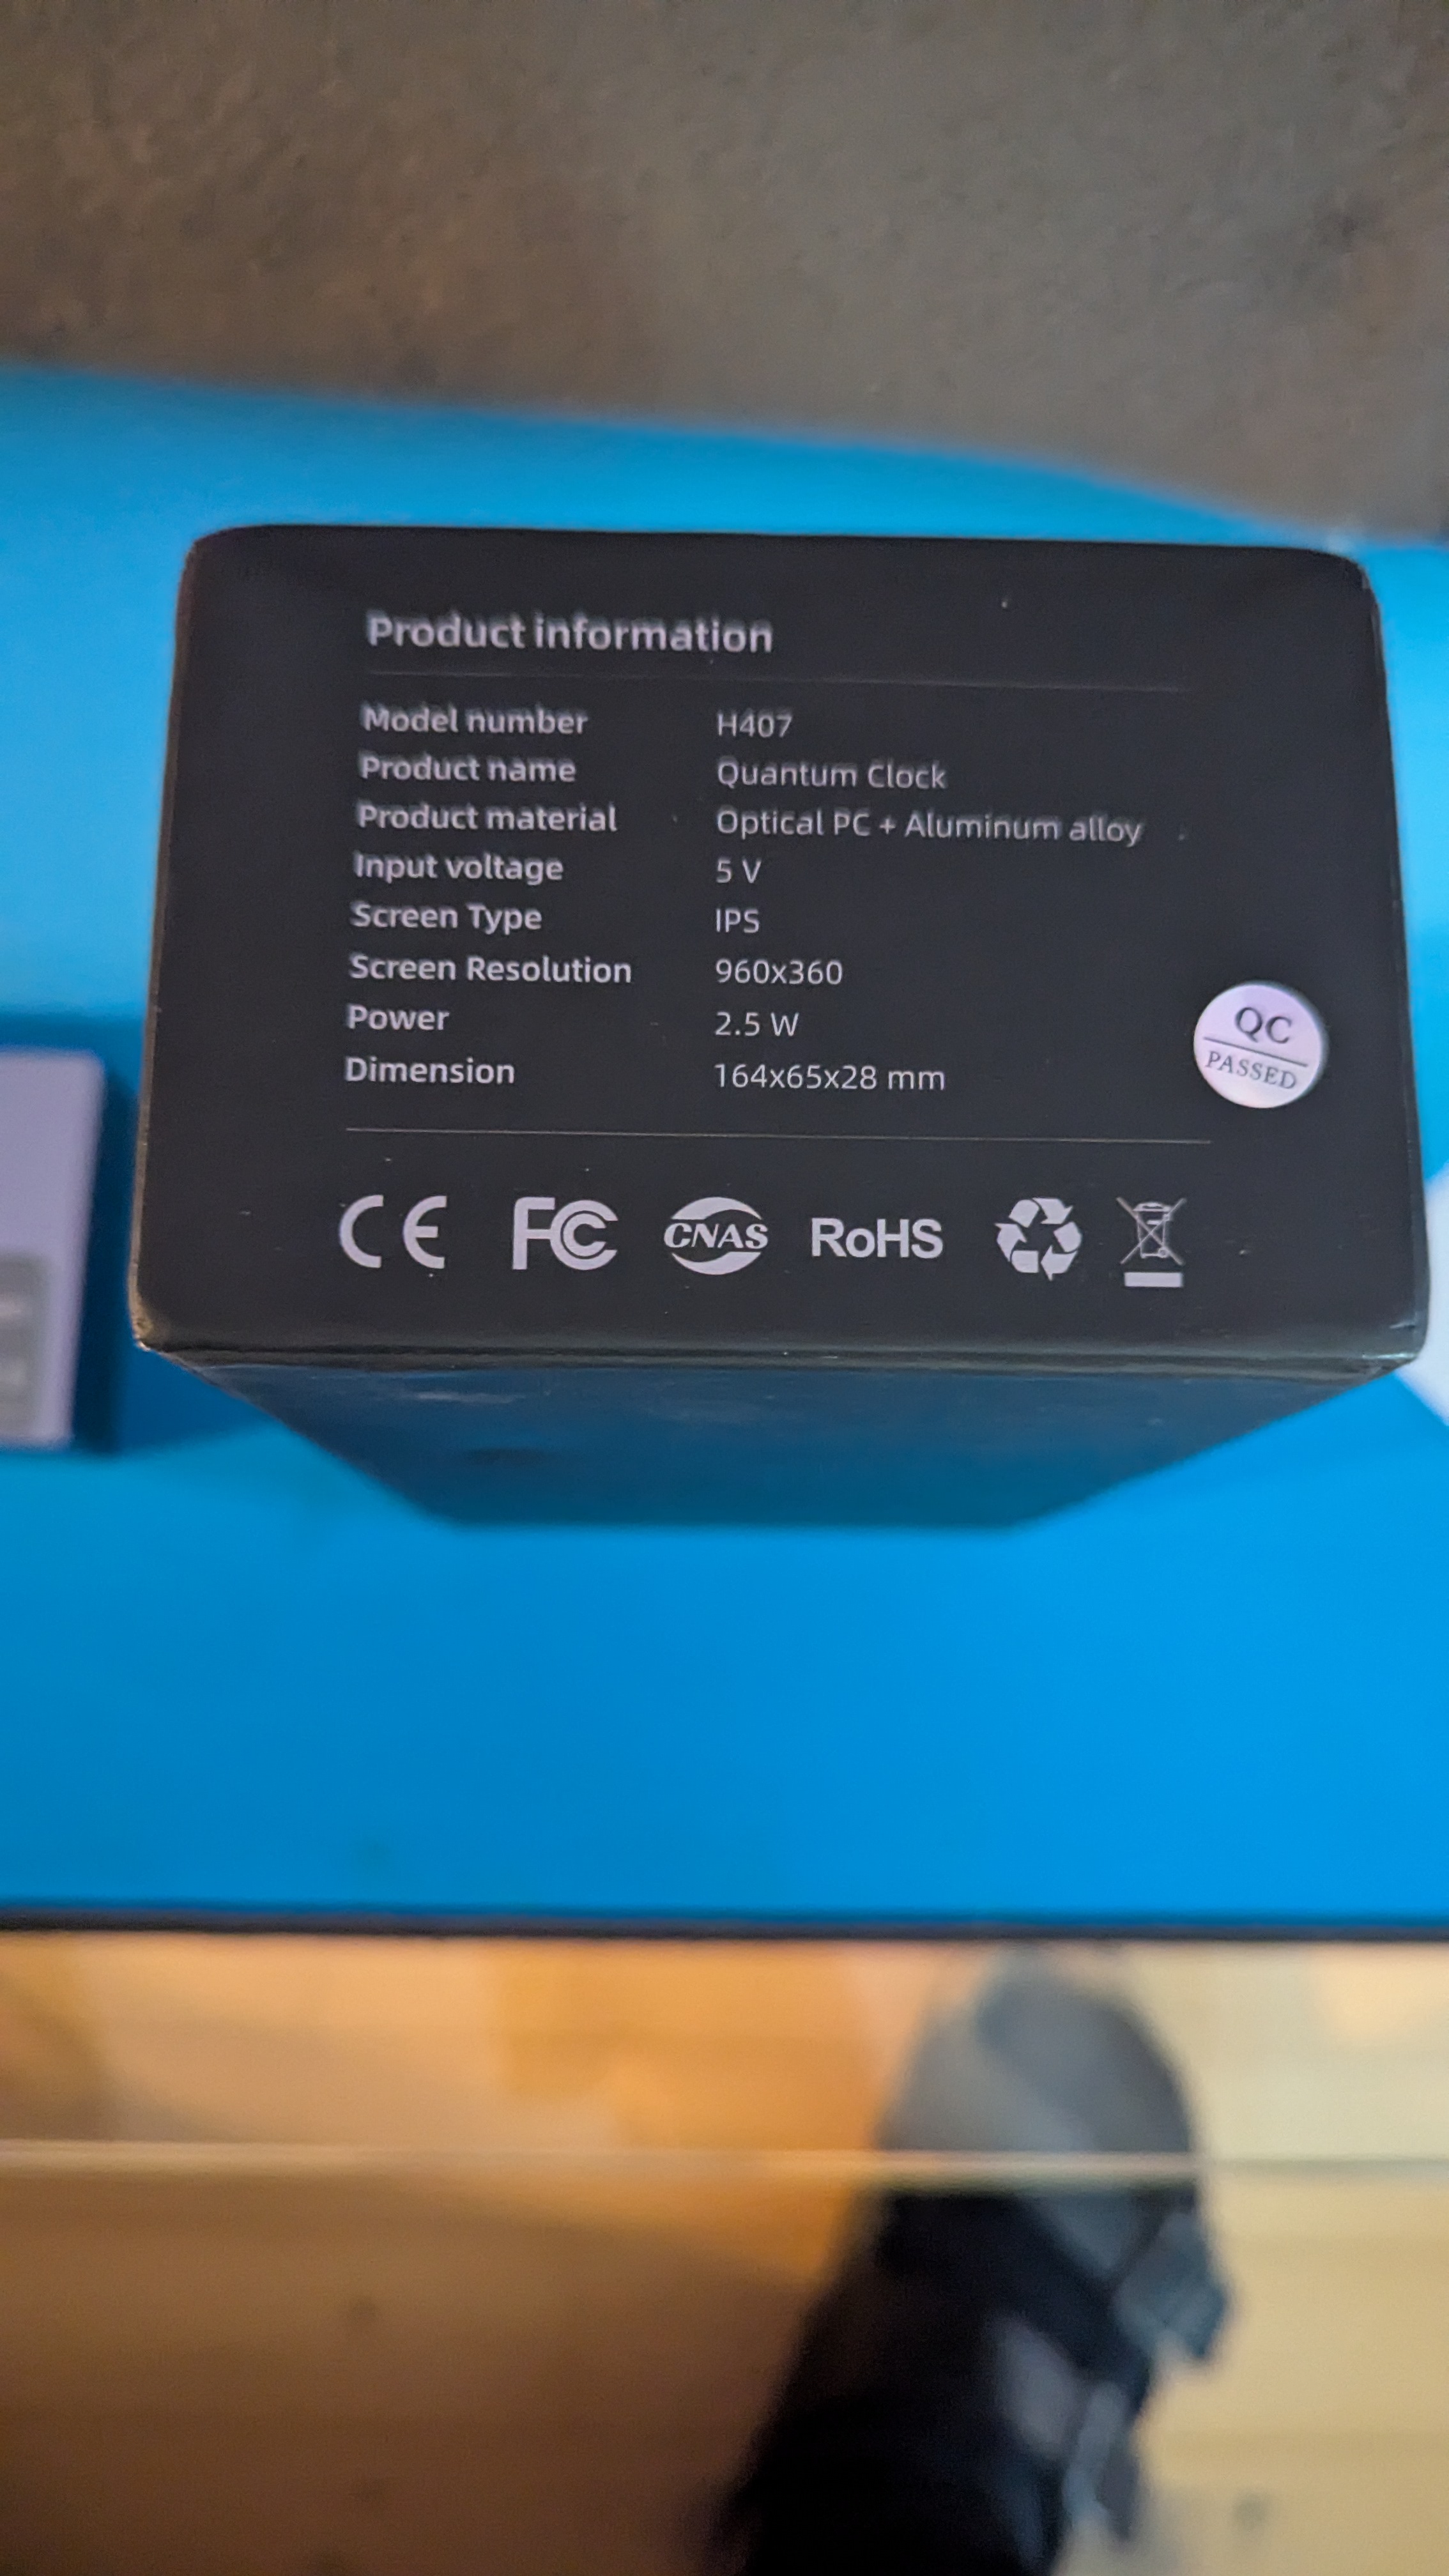 Product information
Model number H407
Product name Quantum Clock
Product material Optical PC + Aluminum alloy
Input voltage 5 V
Screen Type IPS
Screen Resolution 960x360
Power 2.5 W
Dimension 164x65x28 mm
QC
PASSED
CE FC CNAS RoHS